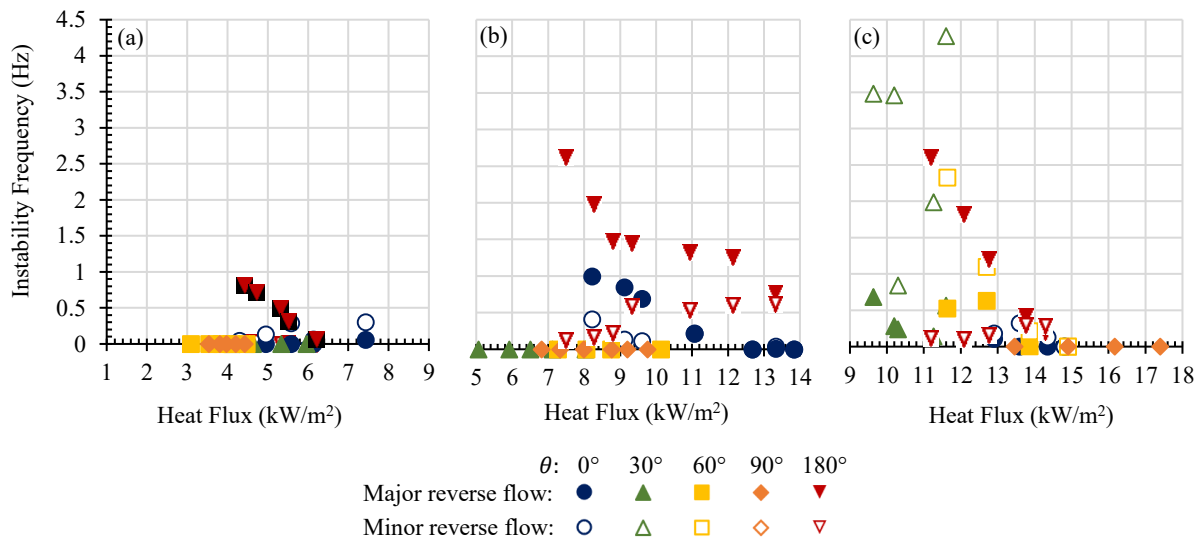 (a) (b) (c)
Instability Frequency (Hz)
4.5
4
3.5
3
2.5
2
1.5
1
0.5
0
1 2 3 4 5 6 7 8 9
5 6 7 8 9 10 11 12 13 14
9 10 11 12 13 14 15 16 17 18
Heat Flux (kW/m²) Heat Flux (kW/m²) Heat Flux (kW/m²)
θ: 0° 30° 60° 90° 180°
Major reverse flow:
Minor reverse flow: